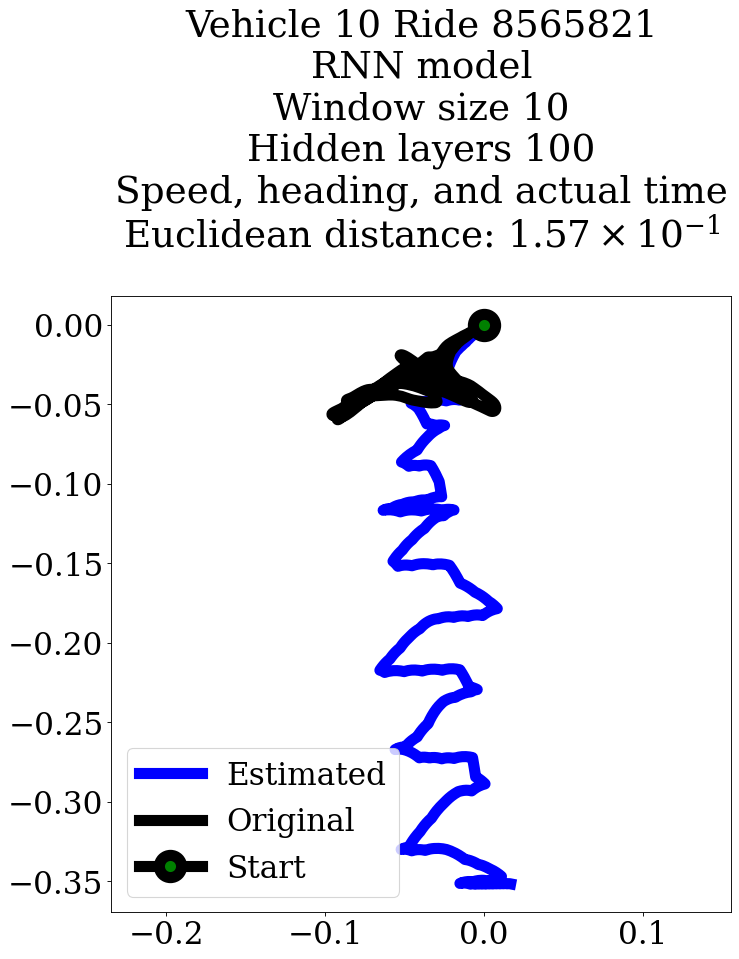 Vehicle 10 Ride 8565821
RNN model
Window size 10
Hidden layers 100
Speed, heading, and actual time
Euclidean distance: 1.57 × 10⁻¹
0.00
−0.05
−0.10
−0.15
−0.20
−0.25
−0.30
−0.35
Estimated
Original
Start
−0.2 −0.1 0.0 0.1